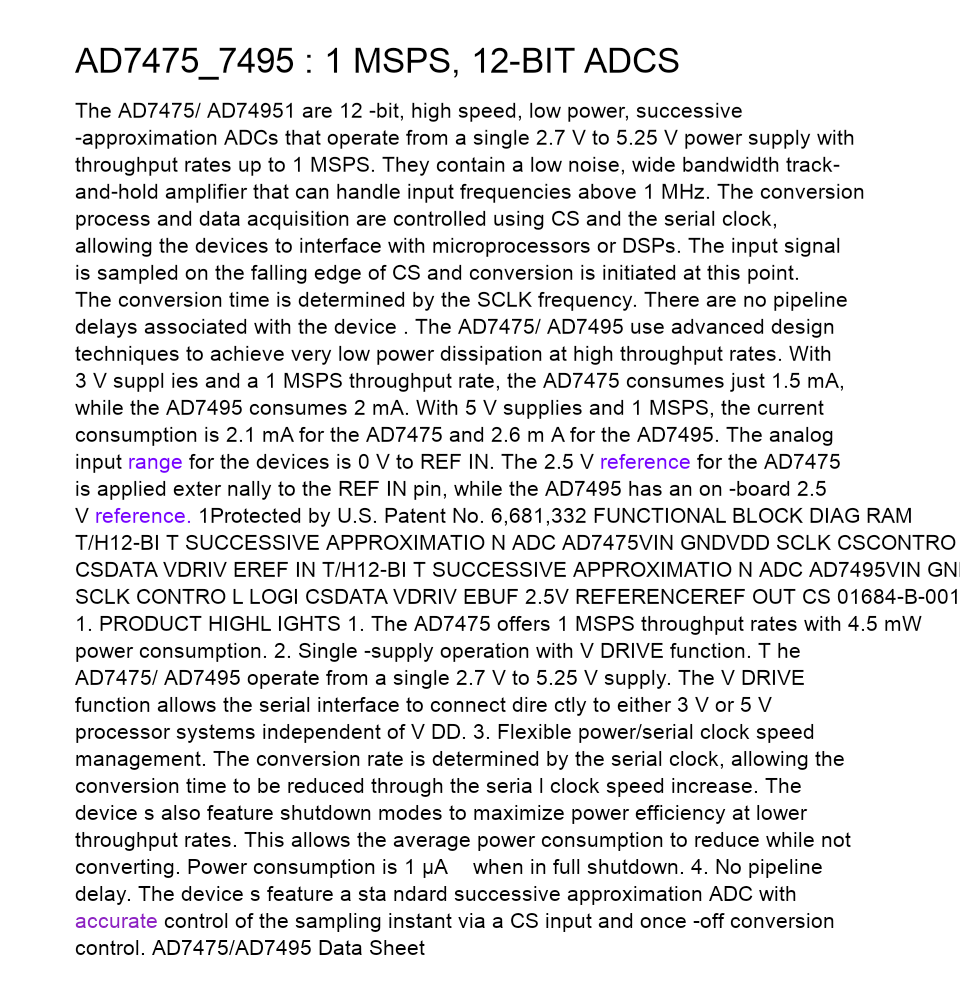 AD7475_7495 : 1 MSPS, 12-BIT ADCS
The AD7475/ AD74951 are 12 -bit, high speed, low power, successive
-approximation ADCs that operate from a single 2.7 V to 5.25 V power supply with
throughput rates up to 1 MSPS. They contain a low noise, wide bandwidth track-
and-hold amplifier that can handle input frequencies above 1 MHz. The conversion
process and data acquisition are controlled using CS and the serial clock,
allowing the devices to interface with microprocessors or DSPs. The input signal
is sampled on the falling edge of CS and conversion is initiated at this point.
The conversion time is determined by the SCLK frequency. There are no pipeline
delays associated with the device . The AD7475/ AD7495 use advanced design
techniques to achieve very low power dissipation at high throughput rates. With
3 V suppl ies and a 1 MSPS throughput rate, the AD7475 consumes just 1.5 mA,
while the AD7495 consumes 2 mA. With 5 V supplies and 1 MSPS, the current
consumption is 2.1 mA for the AD7475 and 2.6 m A for the AD7495. The analog
input range for the devices is 0 V to REF IN. The 2.5 V reference for the AD7475
is applied exter nally to the REF IN pin, while the AD7495 has an on -board 2.5
V reference. 1Protected by U.S. Patent No. 6,681,332 FUNCTIONAL BLOCK DIAG RAM
T/H12-BI T SUCCESSIVE APPROXIMATIO N ADC AD7475VIN GNDVDD SCLK CSCONTRO
CSDATA VDRIV EREF IN T/H12-BI T SUCCESSIVE APPROXIMATIO N ADC AD7495VIN GN
SCLK CONTRO L LOGI CSDATA VDRIV EBUF 2.5V REFERENCEREF OUT CS 01684-B-001
1. PRODUCT HIGHL IGHTS 1. The AD7475 offers 1 MSPS throughput rates with 4.5 mW
power consumption. 2. Single -supply operation with V DRIVE function. T he
AD7475/ AD7495 operate from a single 2.7 V to 5.25 V supply. The V DRIVE
function allows the serial interface to connect dire ctly to either 3 V or 5 V
processor systems independent of V DD. 3. Flexible power/serial clock speed
management. The conversion rate is determined by the serial clock, allowing the
conversion time to be reduced through the seria l clock speed increase. The
device s also feature shutdown modes to maximize power efficiency at lower
throughput rates. This allows the average power consumption to reduce while not
converting. Power consumption is 1 µA when in full shutdown. 4. No pipeline
delay. The device s feature a sta ndard successive approximation ADC with
accurate control of the sampling instant via a CS input and once -off conversion
control. AD7475/AD7495 Data Sheet